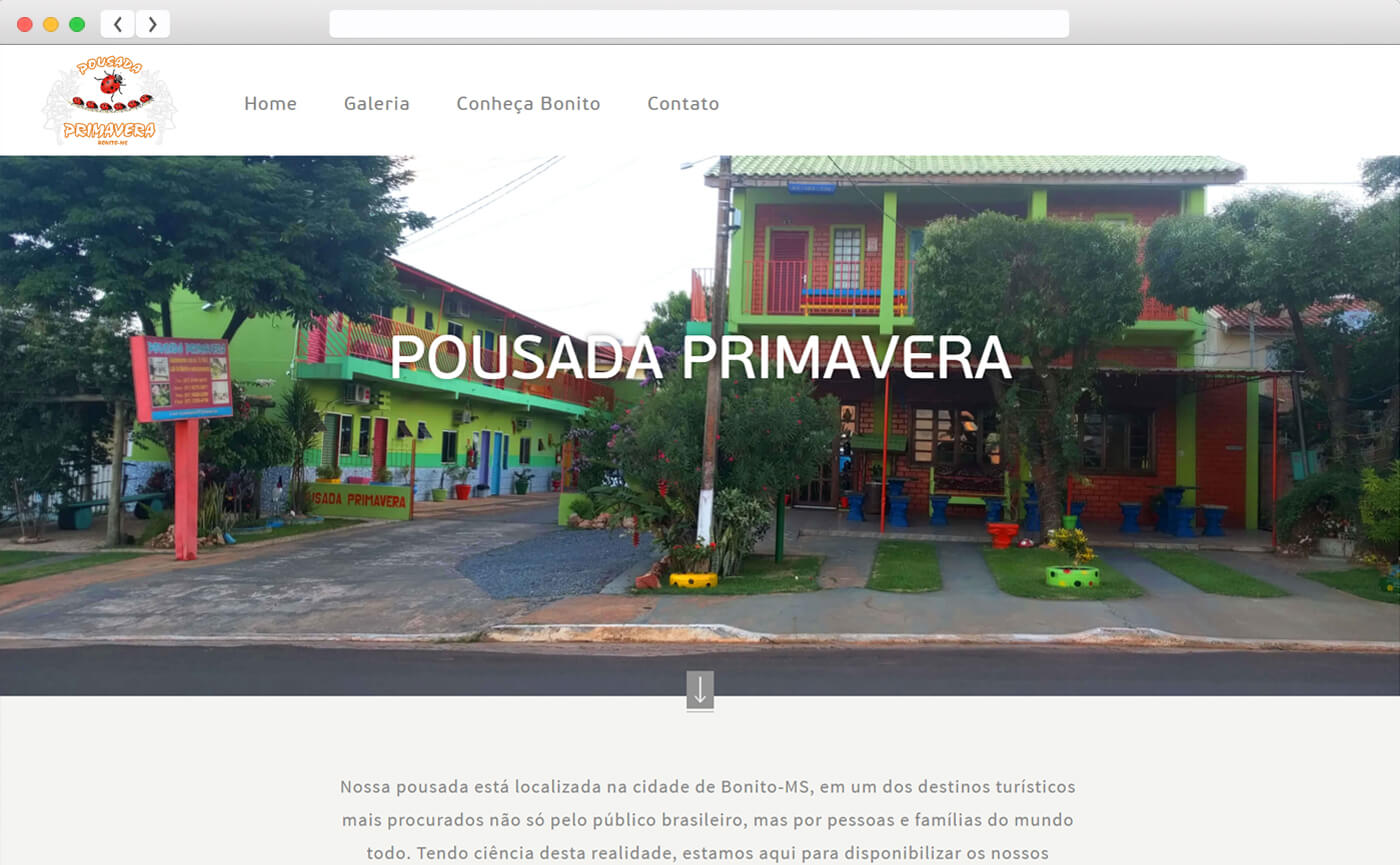 POUSADA
PRIMAVERA
BONITO-MS
Home
Galeria
Conheça Bonito
Contato
POUSADA PRIMAVERA
POUSADA PRIMAVERA
USADA PRIMAVERA
Nossa pousada está localizada na cidade de Bonito-MS, em um dos destinos turísticos
mais procurados não só pelo público brasileiro, mas por pessoas e famílias do mundo
todo. Tendo ciência desta realidade, estamos aqui para disponibilizar os nossos